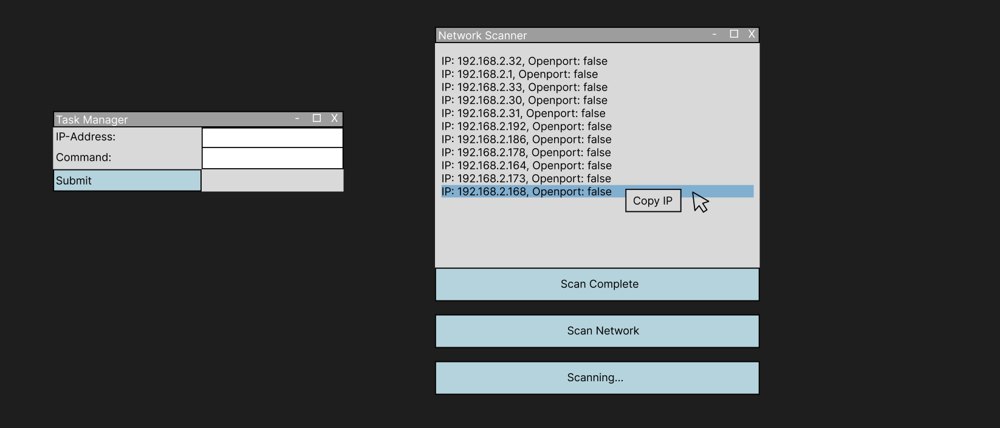 Task Manager - □ X
IP-Address:
Command:
Submit
Network Scanner - □ X
IP: 192.168.2.32, Openport: false
IP: 192.168.2.1, Openport: false
IP: 192.168.2.33, Openport: false
IP: 192.168.2.30, Openport: false
IP: 192.168.2.31, Openport: false
IP: 192.168.2.192, Openport: false
IP: 192.168.2.186, Openport: false
IP: 192.168.2.178, Openport: false
IP: 192.168.2.164, Openport: false
IP: 192.168.2.173, Openport: false
IP: 192.168.2.168, Openport: false
Copy IP
Scan Complete
Scan Network
Scanning...